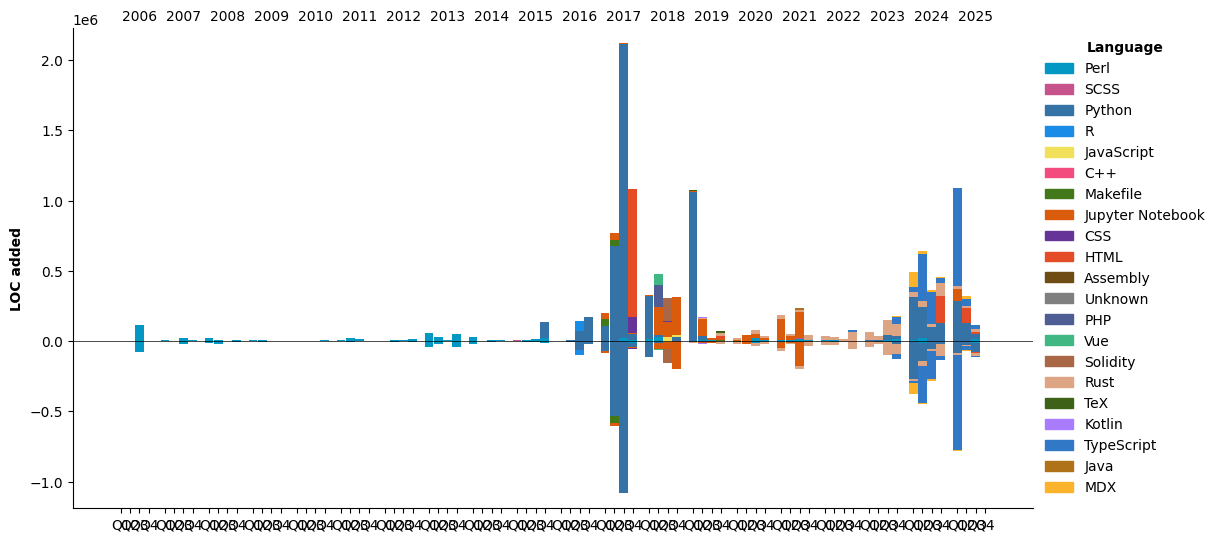 2006 2007 2008 2009 2010 2011 2012 2013 2014 2015 2016 2017 2018 2019 2020 2021 2022 2023 2024 2025
1e6
LOC added
2.0
1.5
1.0
0.5
0.0
−0.5
−1.0
Language
Perl
SCSS
Python
R
JavaScript
C++
Makefile
Jupyter Notebook
CSS
HTML
Assembly
Unknown
PHP
Vue
Solidity
Rust
TeX
Kotlin
TypeScript
Java
MDX